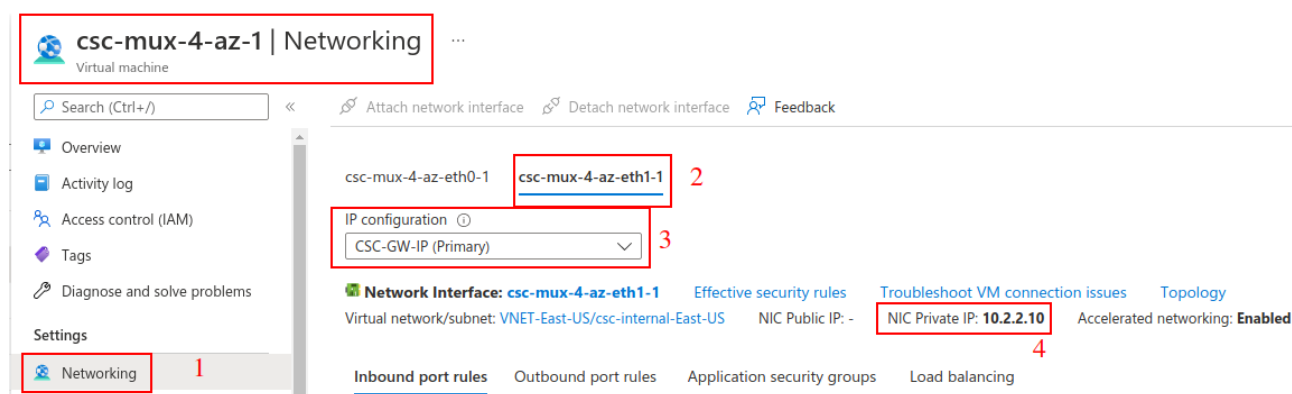 csc-mux-4-az-1 | Networking ...
Virtual machine
Search (Ctrl+/) «
Attach network interface Detach network interface Feedback
Overview
Activity log
Access control (IAM)
Tags
Diagnose and solve problems
Settings
Networking 1
csc-mux-4-az-eth0-1 csc-mux-4-az-eth1-1 2
IP configuration
CSC-GW-IP (Primary) 3
Network Interface: csc-mux-4-az-eth1-1 Effective security rules Troubleshoot VM connection issues Topology
Virtual network/subnet: VNET-East-US/csc-internal-East-US NIC Public IP: - NIC Private IP: 10.2.2.10 Accelerated networking: Enabled
4
Inbound port rules Outbound port rules Application security groups Load balancing